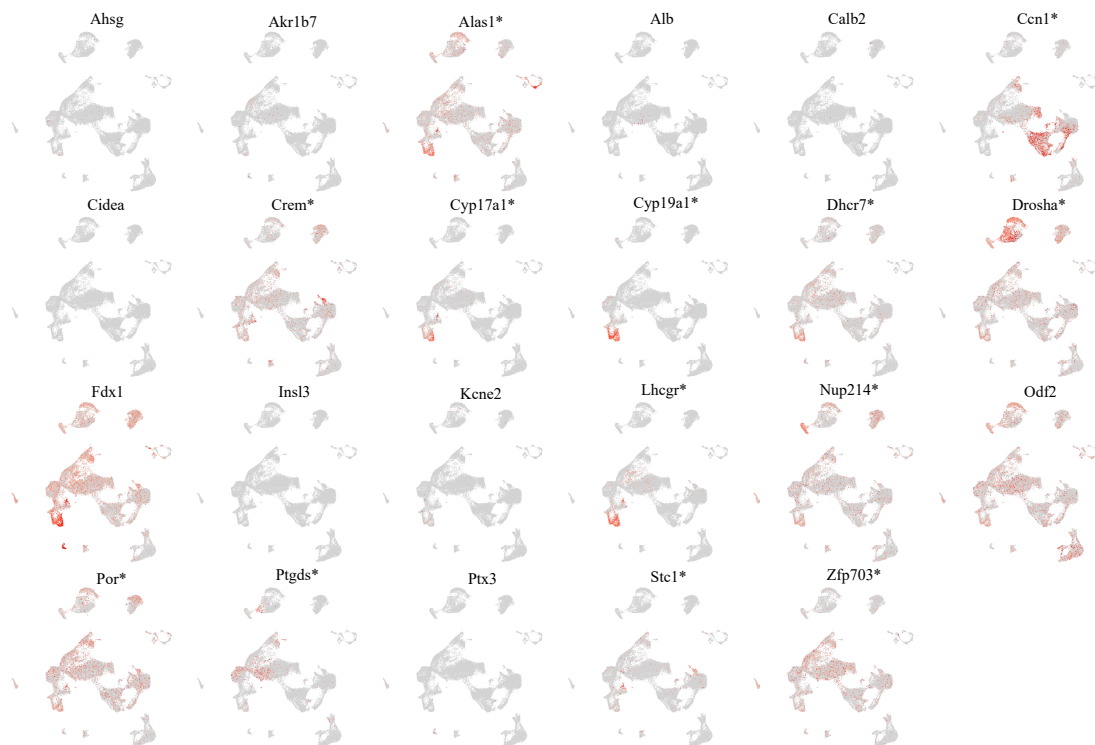 Ahsg Akr1b7 Alas1* Alb Calb2 Ccn1*
Cidea Crem* Cyp17a1* Cyp19a1* Dhcr7* Drosha*
Fdx1 Insl3 Kcne2 Lhcgr* Nup214* Odf2
Por* Ptgds* Ptx3 Stc1* Zfp703*